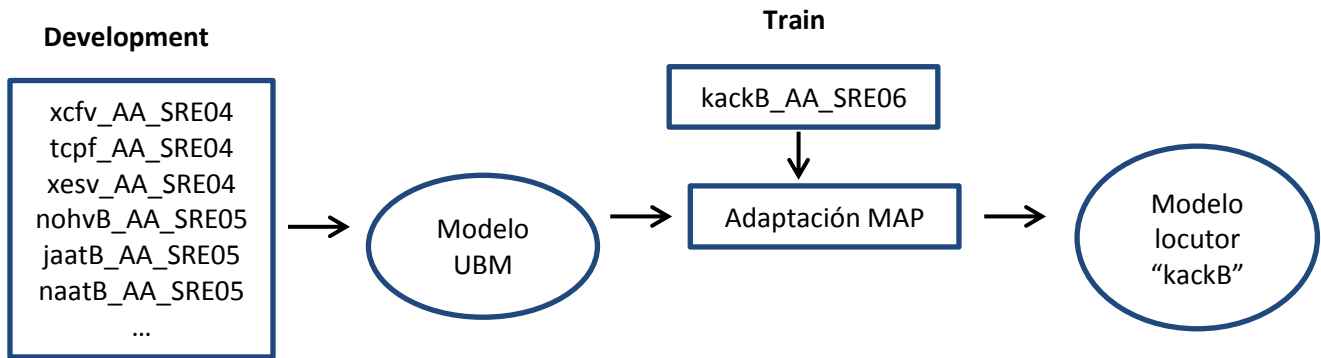 Development
xcfv_AA_SRE04
tcpf_AA_SRE04
xesv_AA_SRE04
nohvB_AA_SRE05
jaatB_AA_SRE05
naatB_AA_SRE05
...
Modelo
UBM
Train
kackB_AA_SRE06
Adaptación MAP
Modelo
locutor
“kackB”